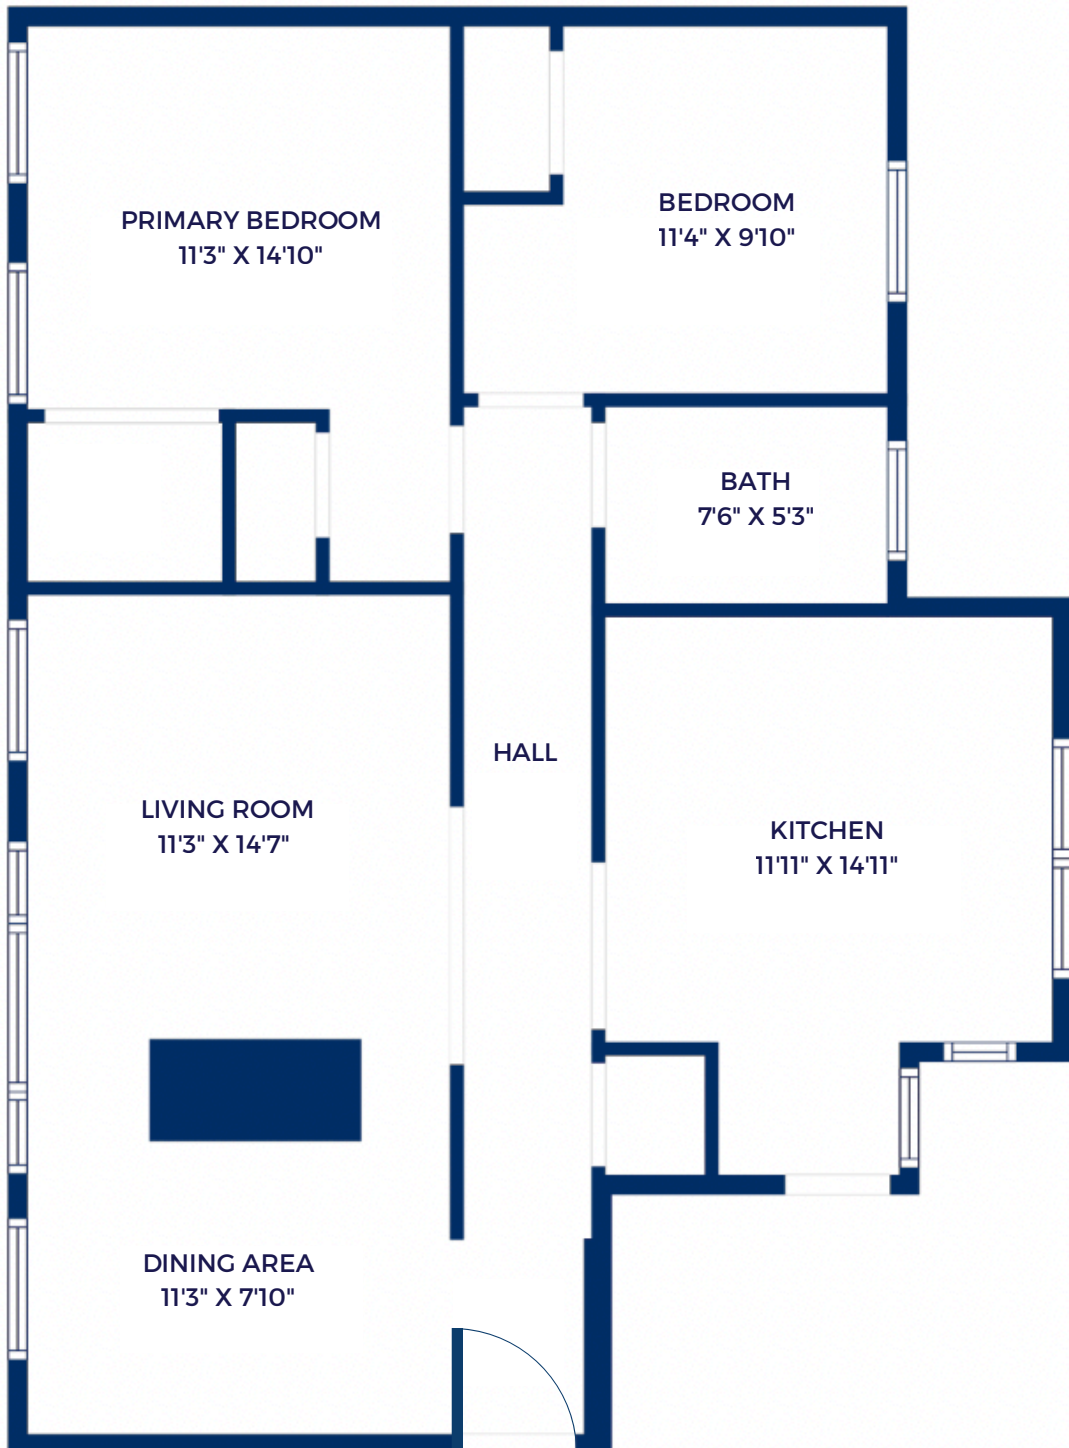 PRIMARY BEDROOM
11'3" X 14'10"
BEDROOM
11'4" X 9'10"
BATH
7'6" X 5'3"
HALL
LIVING ROOM
11'3" X 14'7"
KITCHEN
11'11" X 14'11"
DINING AREA
11'3" X 7'10"